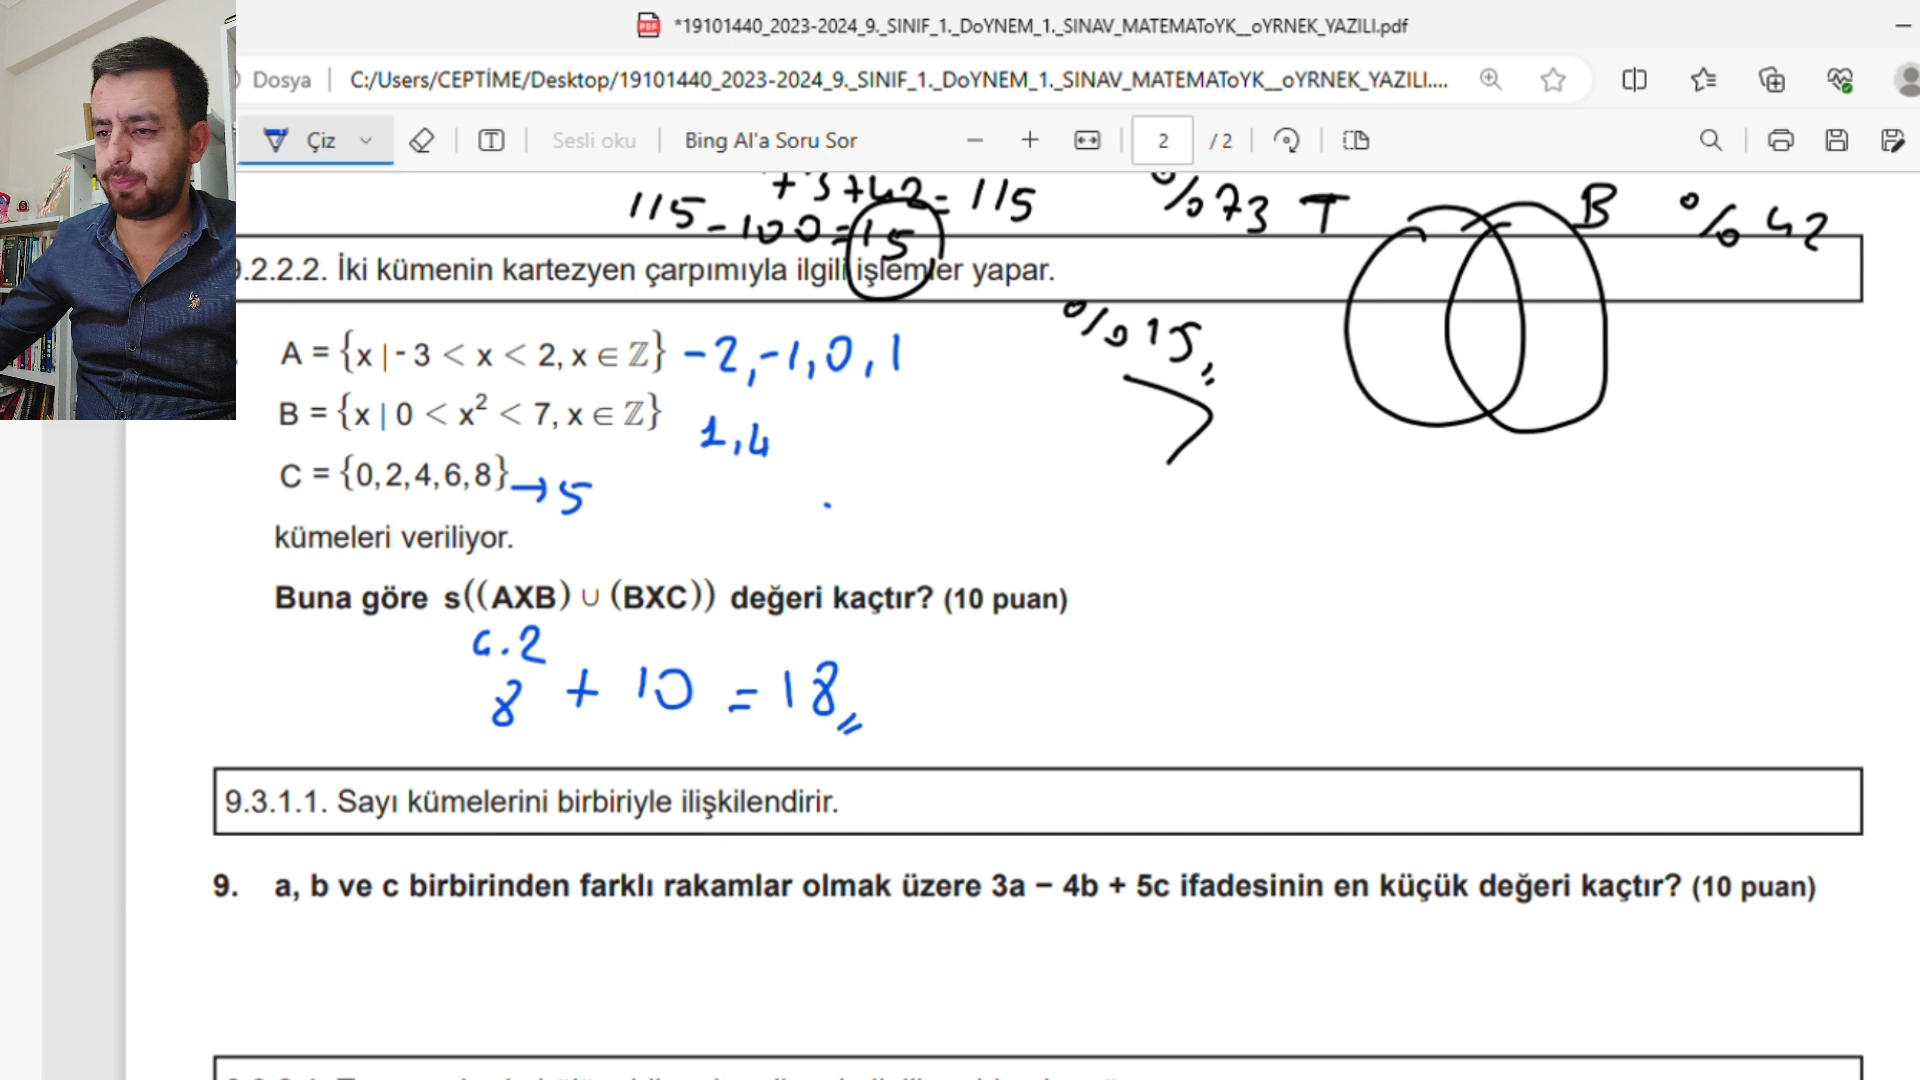 *19101440_2023-2024_9._SINIF_1._DoYNEM_1._SINAV_MATEMAToYK__oYRNEK_YAZILI.pdf
Dosya | C:/Users/CEPTİME/Desktop/19101440_2023-2024_9._SINIF_1._DoYNEM_1._SINAV_MATEMAToYK__oYRNEK_YAZILI....
Çiz Sesli oku Bing AI'a Soru Sor − + 2 /2
+3+42=115
%73 T B %42
115-100=15
.2.2.2. İki kümenin kartezyen çarpımıyla ilgili işlemler yapar.
%15
A = {x | - 3 < x < 2, x ∈ ℤ} -2,-1,0,1
B = {x | 0 < x² < 7, x ∈ ℤ} 1,4
C = {0,2,4,6,8} →5
kümeleri veriliyor.
Buna göre s((AXB) ∪ (BXC)) değeri kaçtır? (10 puan)
4.2
8 + 10 = 18
9.3.1.1. Sayı kümelerini birbiriyle ilişkilendirir.
9. a, b ve c birbirinden farklı rakamlar olmak üzere 3a − 4b + 5c ifadesinin en küçük değeri kaçtır? (10 puan)